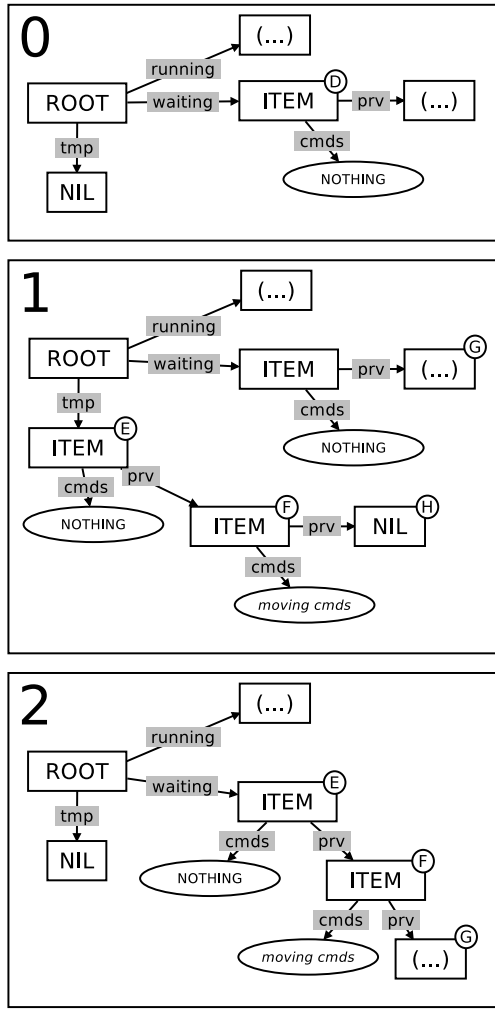 0
(...)
running
D
ROOT
waiting
ITEM
prv
(...)
tmp
cmds
NIL
NOTHING
1
(...)
running
G
ROOT
waiting
ITEM
prv
(...)
tmp
cmds
E
ITEM
NOTHING
cmds
prv
NOTHING
F
H
ITEM
prv
NIL
cmds
moving cmds
2
(...)
running
ROOT
waiting
E
ITEM
tmp
cmds
prv
NIL
NOTHING
F
ITEM
cmds
prv
G
moving cmds
(...)